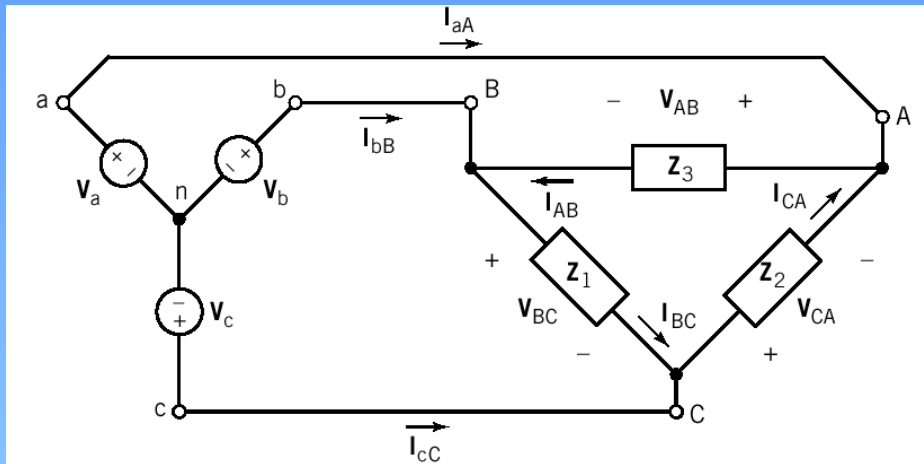 I_aA
a
b
B
− V_AB +
A
I_bB
+ −
− +
V_a
n
V_b
Z_3
I_AB
I_CA
+
Z_1
Z_2
−
−
+
V_c
V_BC
I_BC
V_CA
−
+
c
C
I_cC